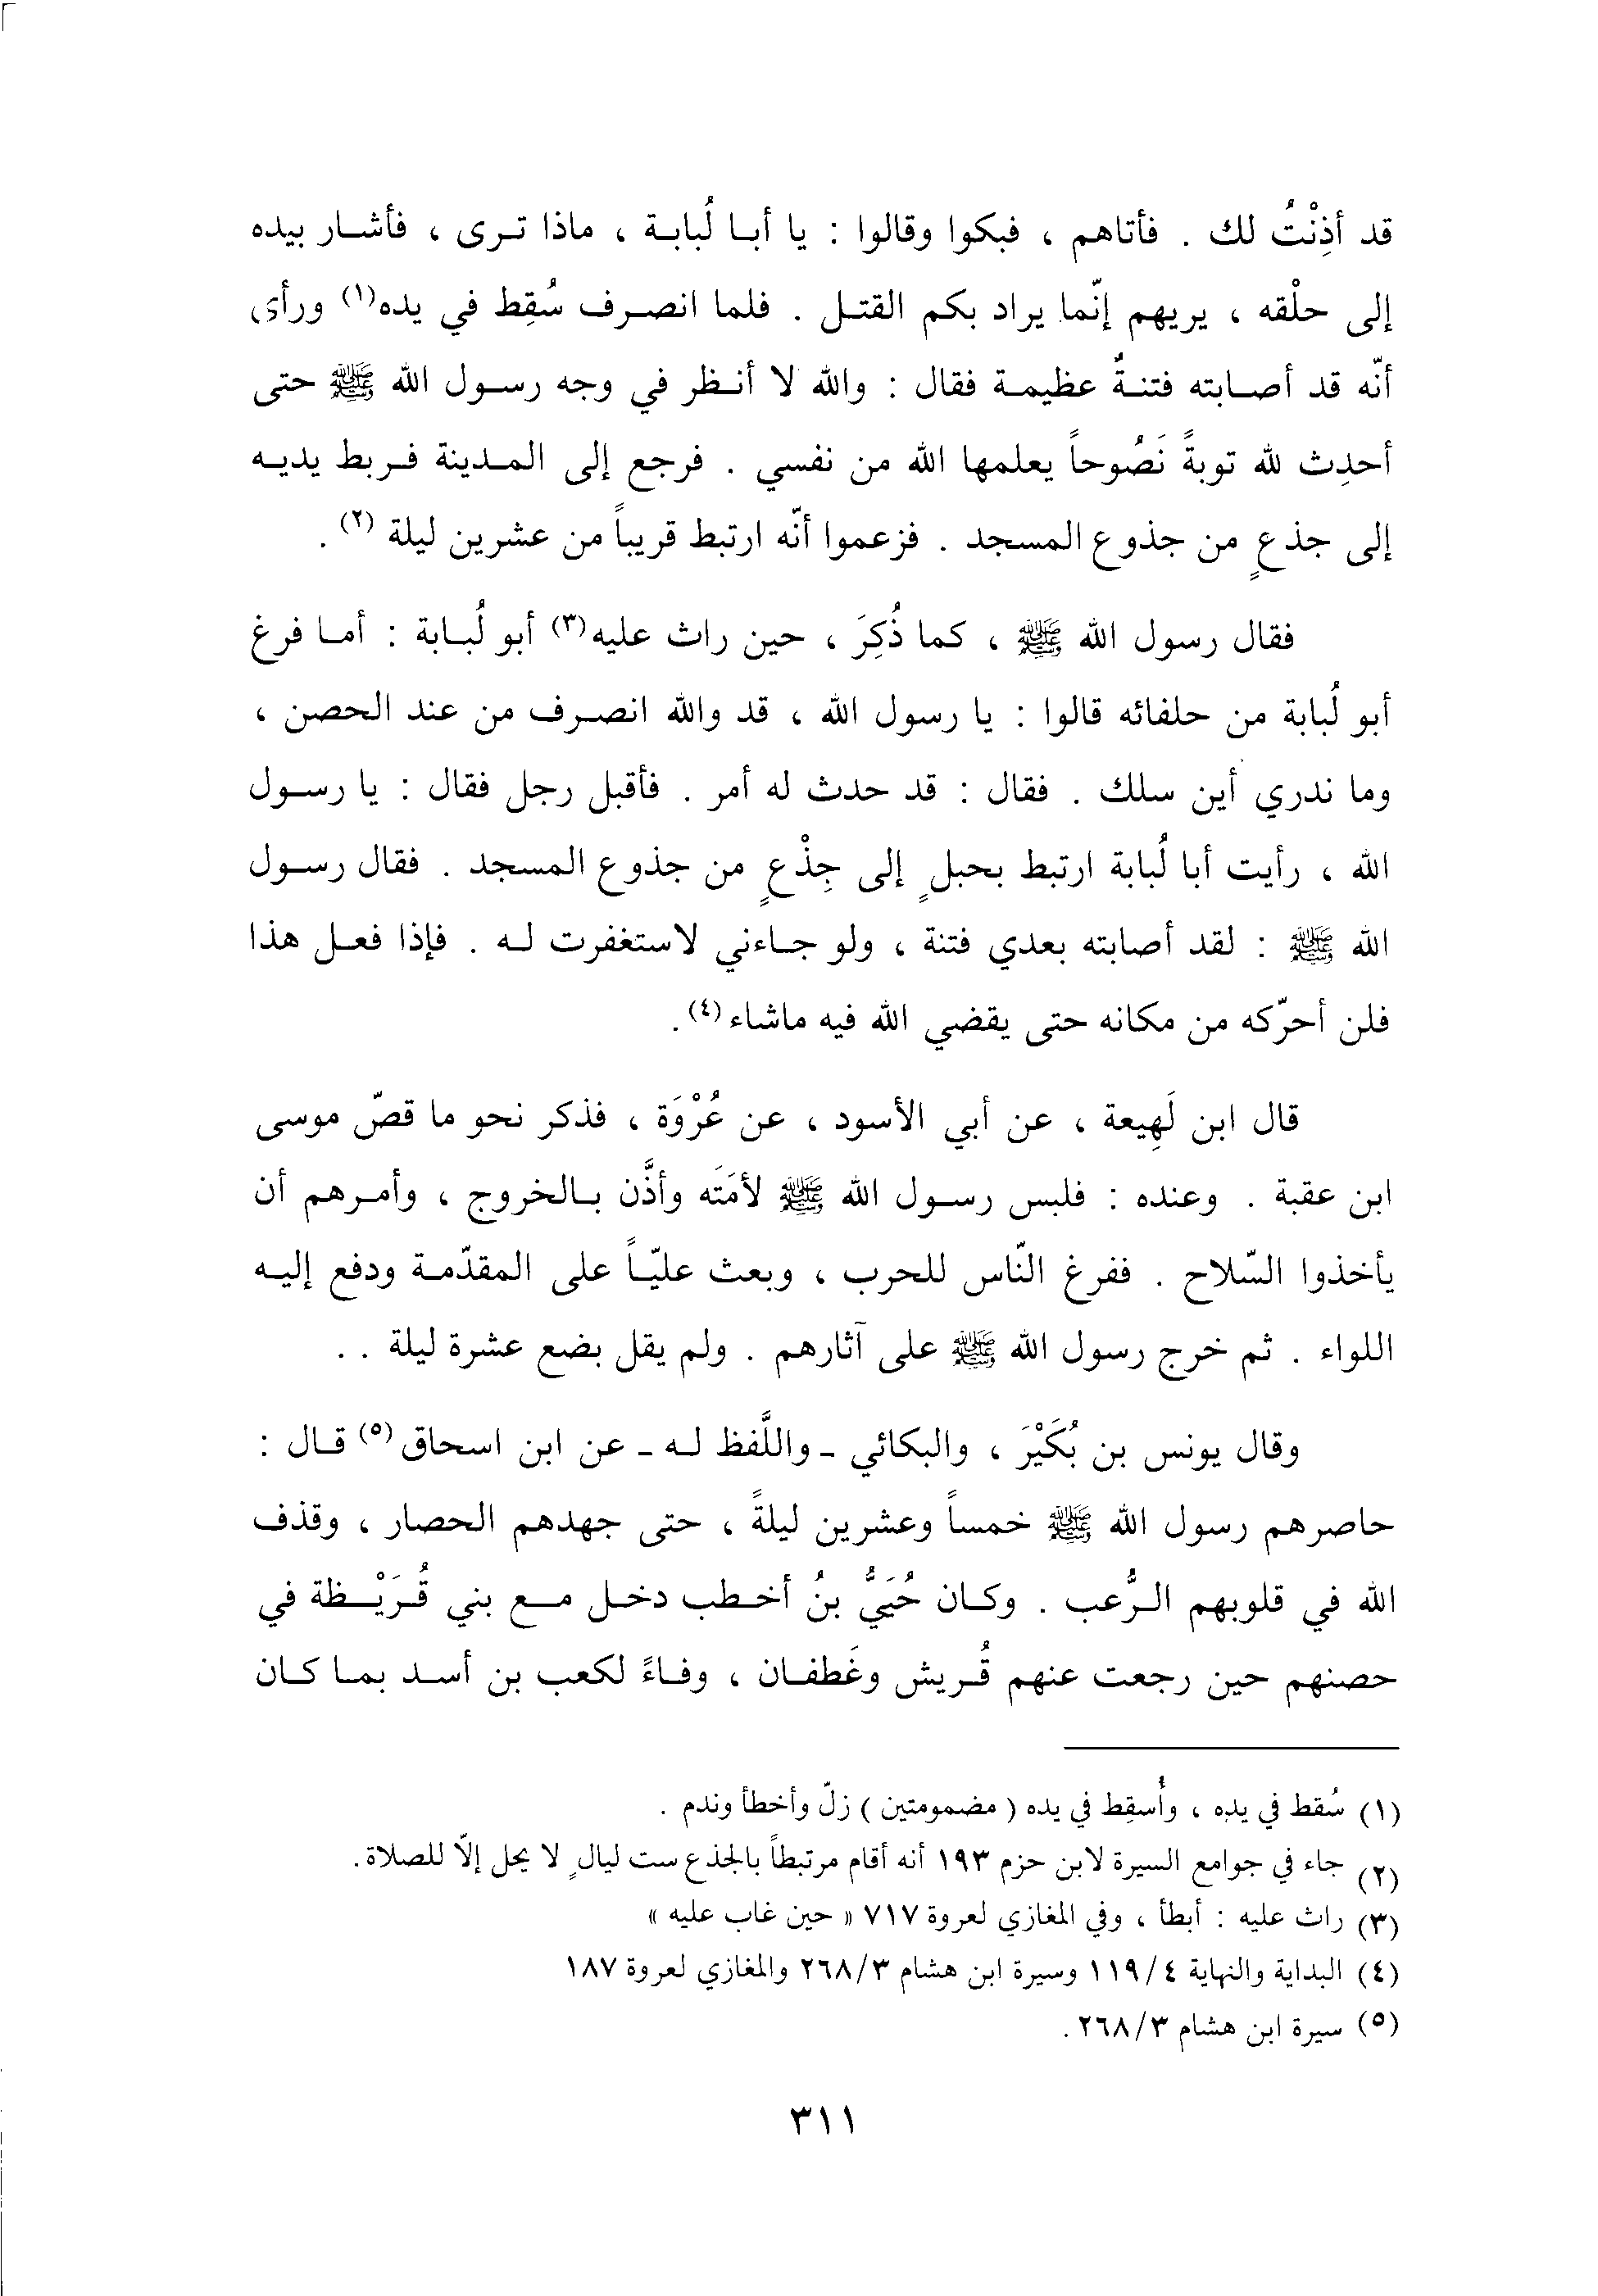 قد أذِنْتُ لك . فأتاهم ، فبكوا وقالوا : يا أبا لُبابة ، ماذا ترى ، فأشار بيده
إلى حلْقه ، يريهم إنّما يراد بكم القتل . فلما انصرف سُقِط في يده(١) ورأى
أنّه قد أصابته فتنةٌ عظيمة فقال : والله لا أنظر في وجه رسول الله ﷺ حتى
أحدِث لله توبةً نَصُوحاً يعلمها الله من نفسي . فرجع إلى المدينة فربط يديه
إلى جذعٍ من جذوع المسجد . فزعموا أنّه ارتبط قريباً من عشرين ليلة (٢) .
فقال رسول الله ﷺ ، كما ذُكِرَ ، حين راث عليه(٣) أبو لُبابة : أما فرغ
أبو لُبابة من حلفائه قالوا : يا رسول الله ، قد والله انصرف من عند الحصن ،
وما ندري أين سلك . فقال : قد حدث له أمر . فأقبل رجل فقال : يا رسول
الله ، رأيت أبا لُبابة ارتبط بحبلٍ إلى جِذْعٍ من جذوع المسجد . فقال رسول
الله ﷺ : لقد أصابته بعدي فتنة ، ولو جاءني لاستغفرت له . فإذا فعل هذا
فلن أحرّكه من مكانه حتى يقضي الله فيه ماشاء(٤) .
قال ابن لَهِيعة ، عن أبي الأسود ، عن عُرْوَة ، فذكر نحو ما قصّ موسى
ابن عقبة . وعنده : فلبس رسول الله ﷺ لأمَتَه وأذَّن بالخروج ، وأمرهم أن
يأخذوا السّلاح . ففرغ النّاس للحرب ، وبعث عليّاً على المقدّمة ودفع إليه
اللواء . ثم خرج رسول الله ﷺ على آثارهم . ولم يقل بضع عشرة ليلة . .
وقال يونس بن بُكَيْرَ ، والبكائي ـ واللَّفظ له ـ عن ابن اسحاق(٥) قال :
حاصرهم رسول الله ﷺ خمساً وعشرين ليلةً ، حتى جهدهم الحصار ، وقذف
الله في قلوبهم الرُّعب . وكان حُيَيُّ بنُ أخطب دخل مع بني قُرَيْظة في
حصنهم حين رجعت عنهم قُريش وغَطفان ، وفاءً لكعب بن أسد بما كان
(١) سُقط في يده ، وأُسقِط في يده ( مضمومتين ) زلّ وأخطأ وندم .
(٢) جاء في جوامع السيرة لابن حزم ١٩٣ أنه أقام مرتبطاً بالجذع ست ليالٍ لا يحل إلاّ للصلاة .
(٣) راث عليه : أبطأ ، وفي المغازي لعروة ٧١٧ « حين غاب عليه »
(٤) البداية والنهاية ١١٩/٤ وسيرة ابن هشام ٢٦٨/٣ والمغازي لعروة ١٨٧
(٥) سيرة ابن هشام ٢٦٨/٣ .
٣١١